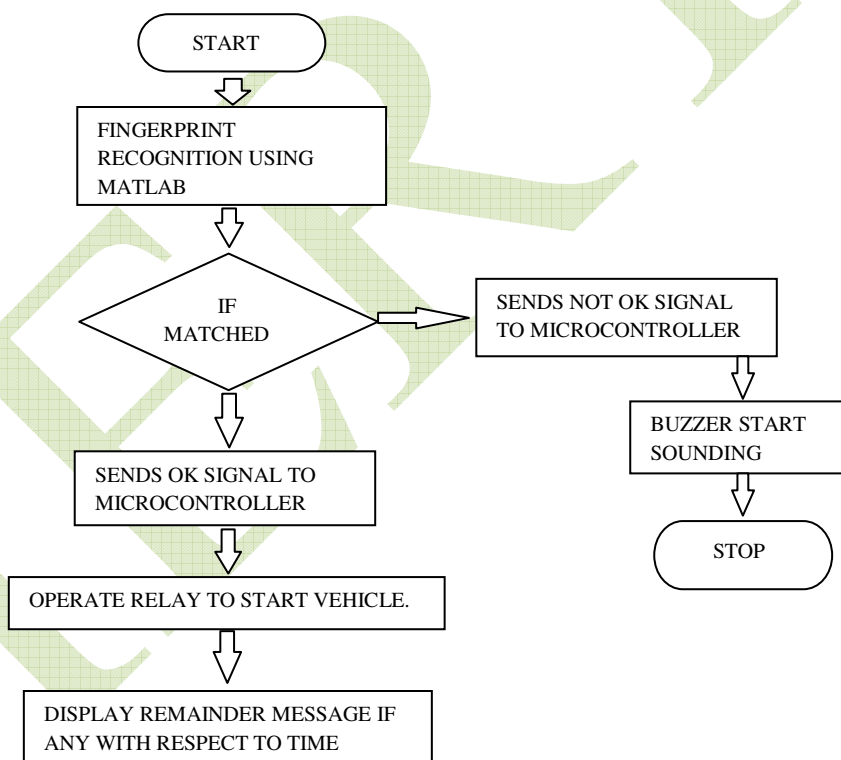 START
FINGERPRINT
RECOGNITION USING
MATLAB
IF
MATCHED
SENDS NOT OK SIGNAL
TO MICROCONTROLLER
BUZZER START
SOUNDING
STOP
SENDS OK SIGNAL TO
MICROCONTROLLER
OPERATE RELAY TO START VEHICLE.
DISPLAY REMAINDER MESSAGE IF
ANY WITH RESPECT TO TIME